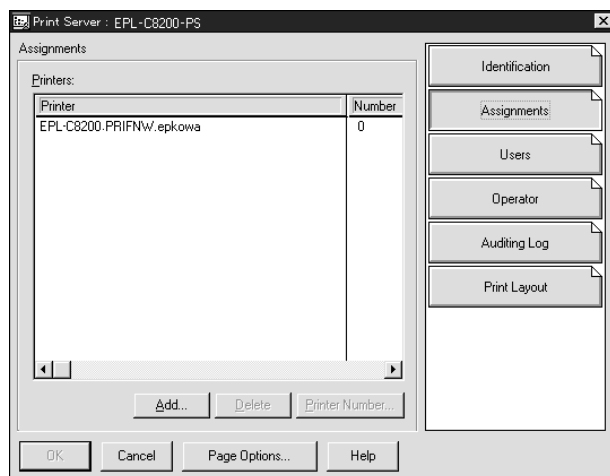 Print Server : EPL-C8200-PS
Assignments
Printers:
Printer Number
EPL-C8200.PRIFNW.epkowa 0
Add... Delete Printer Number...
OK Cancel Page Options... Help
Identification
Assignments
Users
Operator
Auditing Log
Print Layout